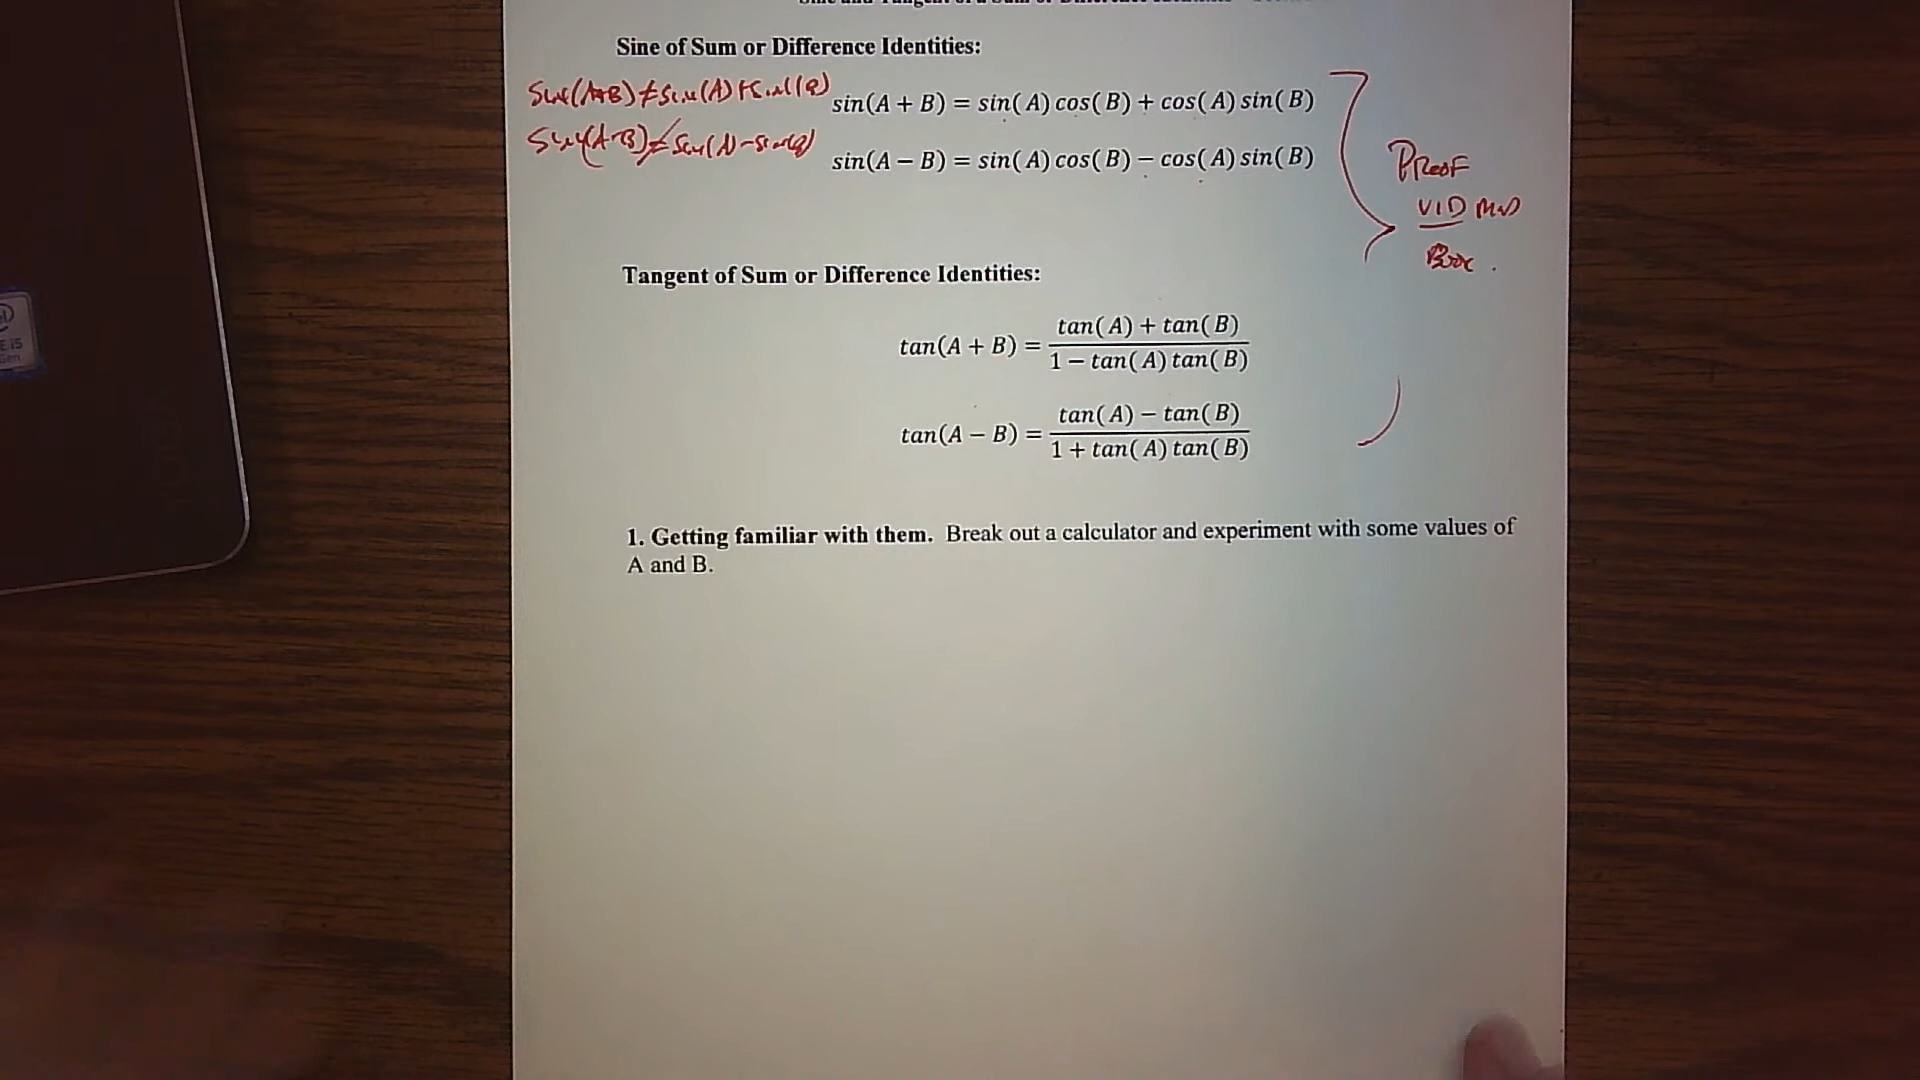 Sine of Sum or Difference Identities:
sin(A+B)≠sin(A)+sin(B)
sin(A + B) = sin(A) cos(B) + cos(A) sin(B)
sin(A-B)≠sin(A)-sin(B)
sin(A − B) = sin(A) cos(B) − cos(A) sin(B)
PROOF
VID
Tangent of Sum or Difference Identities:
tan(A + B) = tan(A) + tan(B)
1 − tan(A) tan(B)
tan(A − B) = tan(A) − tan(B)
1 + tan(A) tan(B)
1. Getting familiar with them. Break out a calculator and experiment with some values of
A and B.